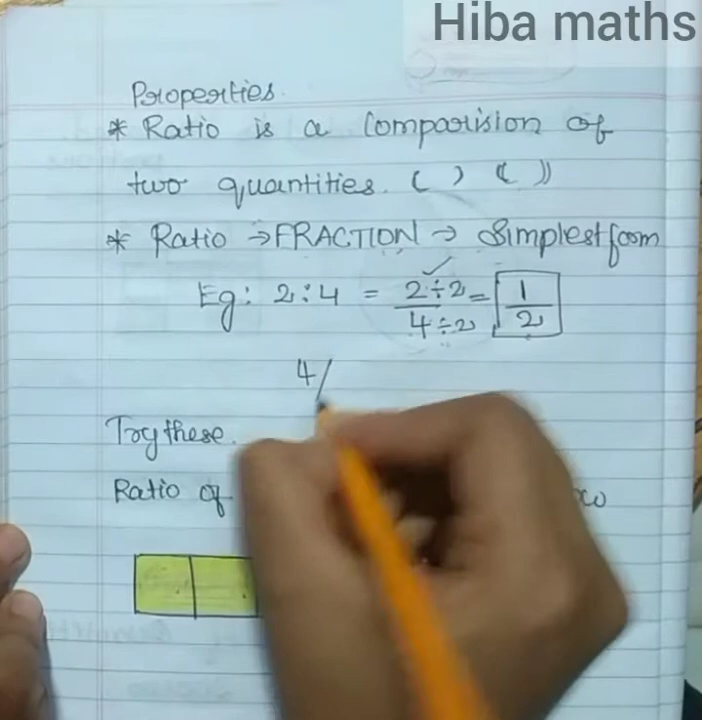 Hiba maths
Properties.
* Ratio is a Comparision of
two quantities. ( ) ( ))
* Ratio → FRACTION → Simplest form
Eg: 2:4 = 2÷2/4÷2 = 1/2
4/
Try these.
Ratio of